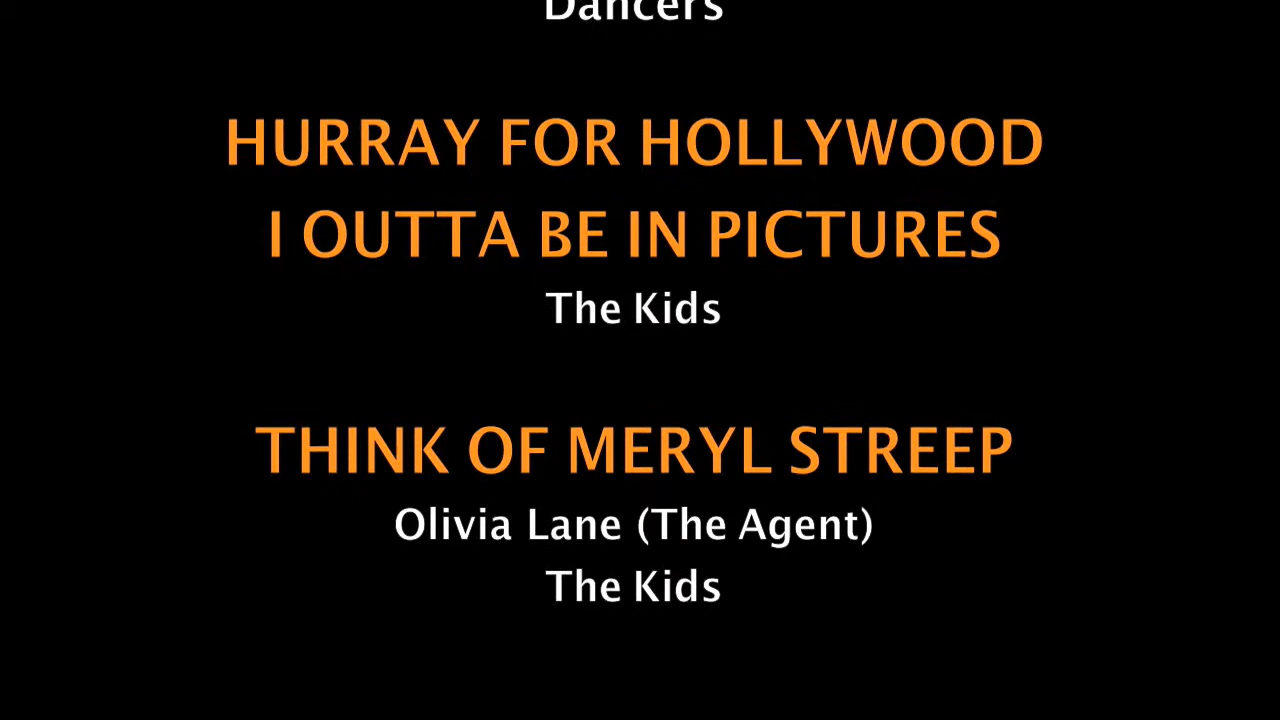 Dancers
HURRAY FOR HOLLYWOOD
I OUTTA BE IN PICTURES
The Kids
THINK OF MERYL STREEP
Olivia Lane (The Agent)
The Kids